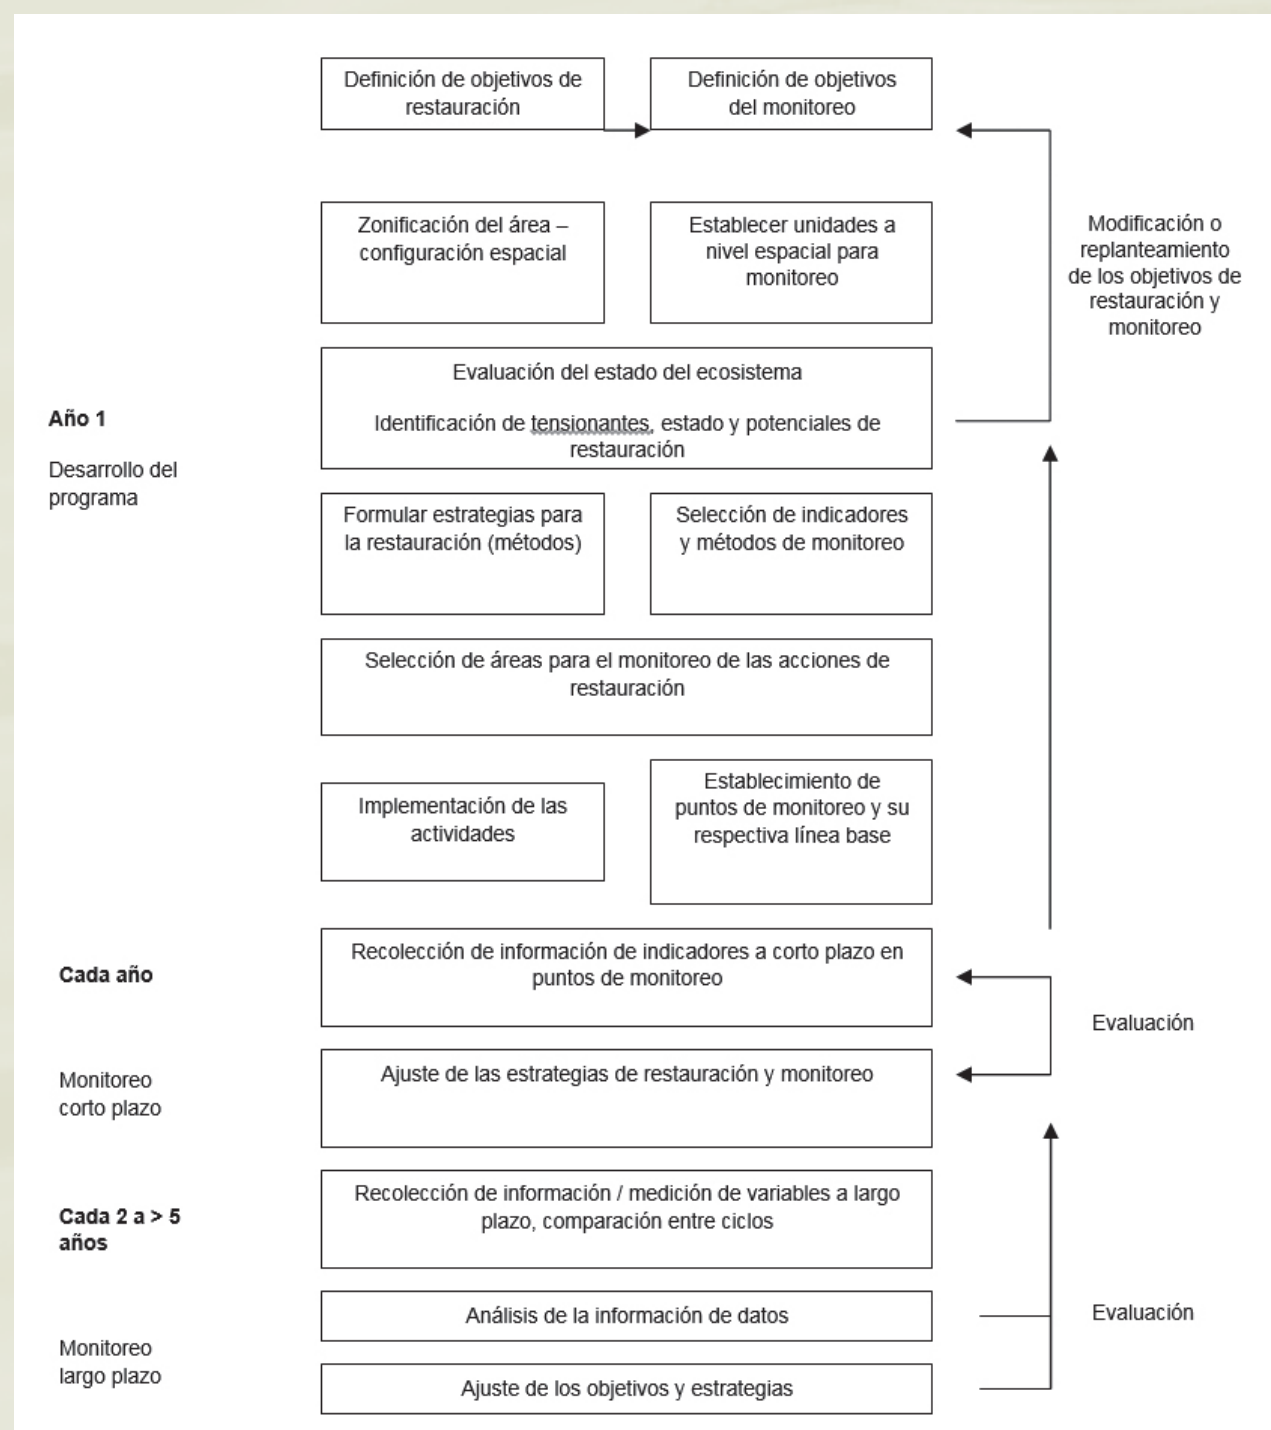 Definición de objetivos de
restauración
Definición de objetivos
del monitoreo
Zonificación del área –
configuración espacial
Establecer unidades a
nivel espacial para
monitoreo
Modificación o
replanteamiento
de los objetivos de
restauración y
monitoreo
Evaluación del estado del ecosistema
Identificación de tensionantes, estado y potenciales de
restauración
Año 1
Desarrollo del
programa
Formular estrategias para
la restauración (métodos)
Selección de indicadores
y métodos de monitoreo
Selección de áreas para el monitoreo de las acciones de
restauración
Implementación de las
actividades
Establecimiento de
puntos de monitoreo y su
respectiva línea base
Cada año
Recolección de información de indicadores a corto plazo en
puntos de monitoreo
Evaluación
Monitoreo
corto plazo
Ajuste de las estrategias de restauración y monitoreo
Cada 2 a > 5
años
Recolección de información / medición de variables a largo
plazo, comparación entre ciclos
Análisis de la información de datos
Evaluación
Monitoreo
largo plazo
Ajuste de los objetivos y estrategias